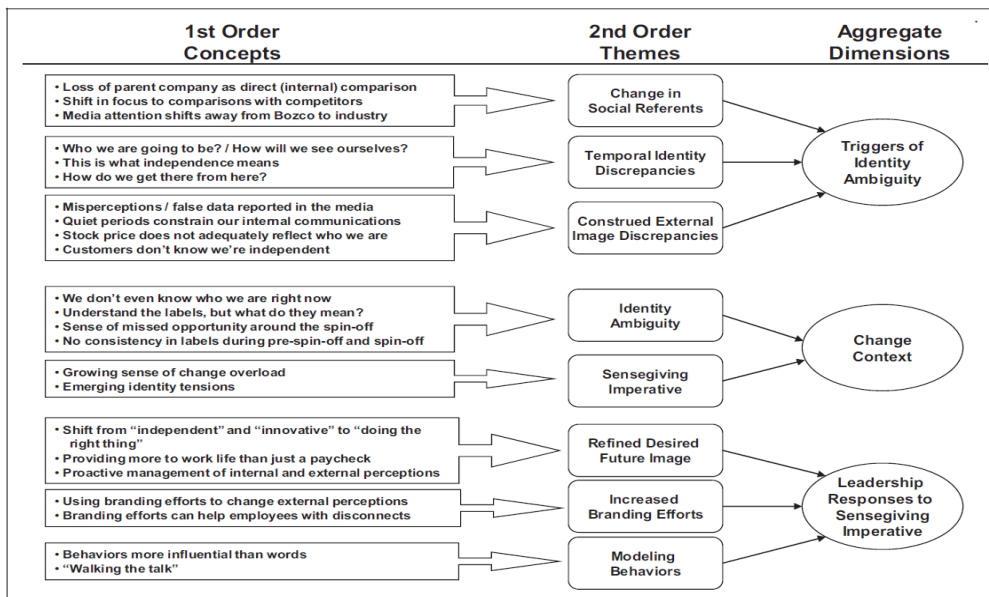 1st Order
Concepts
2nd Order
Themes
Aggregate
Dimensions
• Loss of parent company as direct (internal) comparison
• Shift in focus to comparisons with competitors
• Media attention shifts away from Bozco to industry
Change in
Social Referents
• Who we are going to be? / How will we see ourselves?
• This is what independence means
• How do we get there from here?
Temporal Identity
Discrepancies
Triggers of
Identity
Ambiguity
• Misperceptions / false data reported in the media
• Quiet periods constrain our internal communications
• Stock price does not adequately reflect who we are
• Customers don’t know we’re independent
Construed External
Image Discrepancies
• We don’t even know who we are right now
• Understand the labels, but what do they mean?
• Sense of missed opportunity around the spin-off
• No consistency in labels during pre-spin-off and spin-off
Identity
Ambiguity
Change
Context
• Growing sense of change overload
• Emerging identity tensions
Sensegiving
Imperative
• Shift from “independent” and “innovative” to “doing the
right thing”
• Providing more to work life than just a paycheck
• Proactive management of internal and external perceptions
Refined Desired
Future Image
• Using branding efforts to change external perceptions
• Branding efforts can help employees with disconnects
Increased
Branding Efforts
Leadership
Responses to
Sensegiving
Imperative
• Behaviors more influential than words
• “Walking the talk”
Modeling
Behaviors